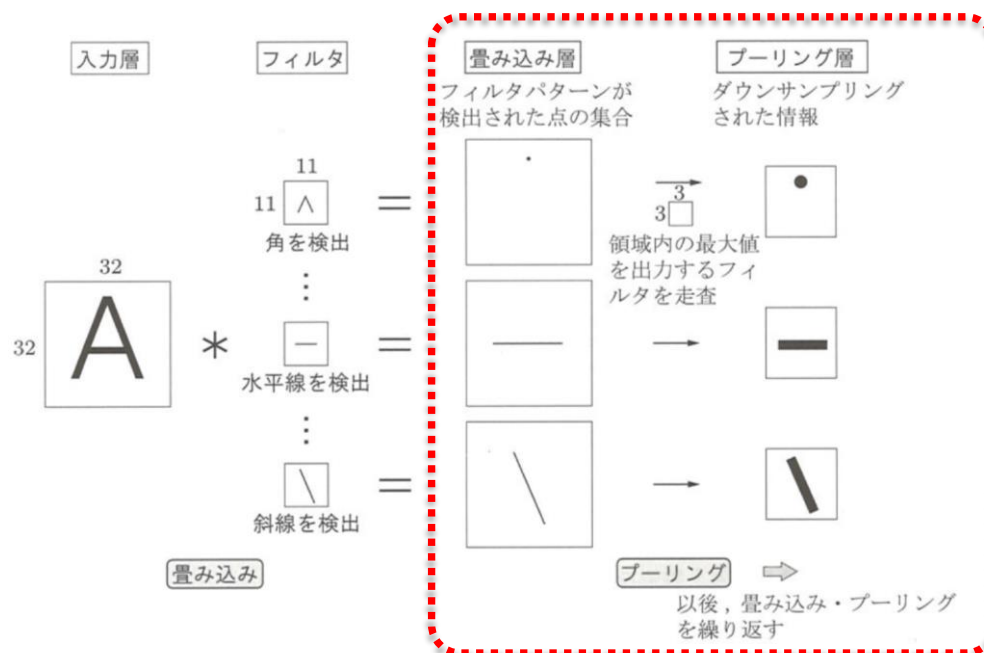 入力層
フィルタ
畳み込み層
フィルタパターンが
検出された点の集合
プーリング層
ダウンサンプリング
された情報
11
11
角を検出
⋮
3
3
領域内の最大値
を出力するフィ
ルタを走査
32
32
A
*
水平線を検出
⋮
斜線を検出
=
=
=
畳み込み
プーリング
以後，畳み込み・プーリング
を繰り返す